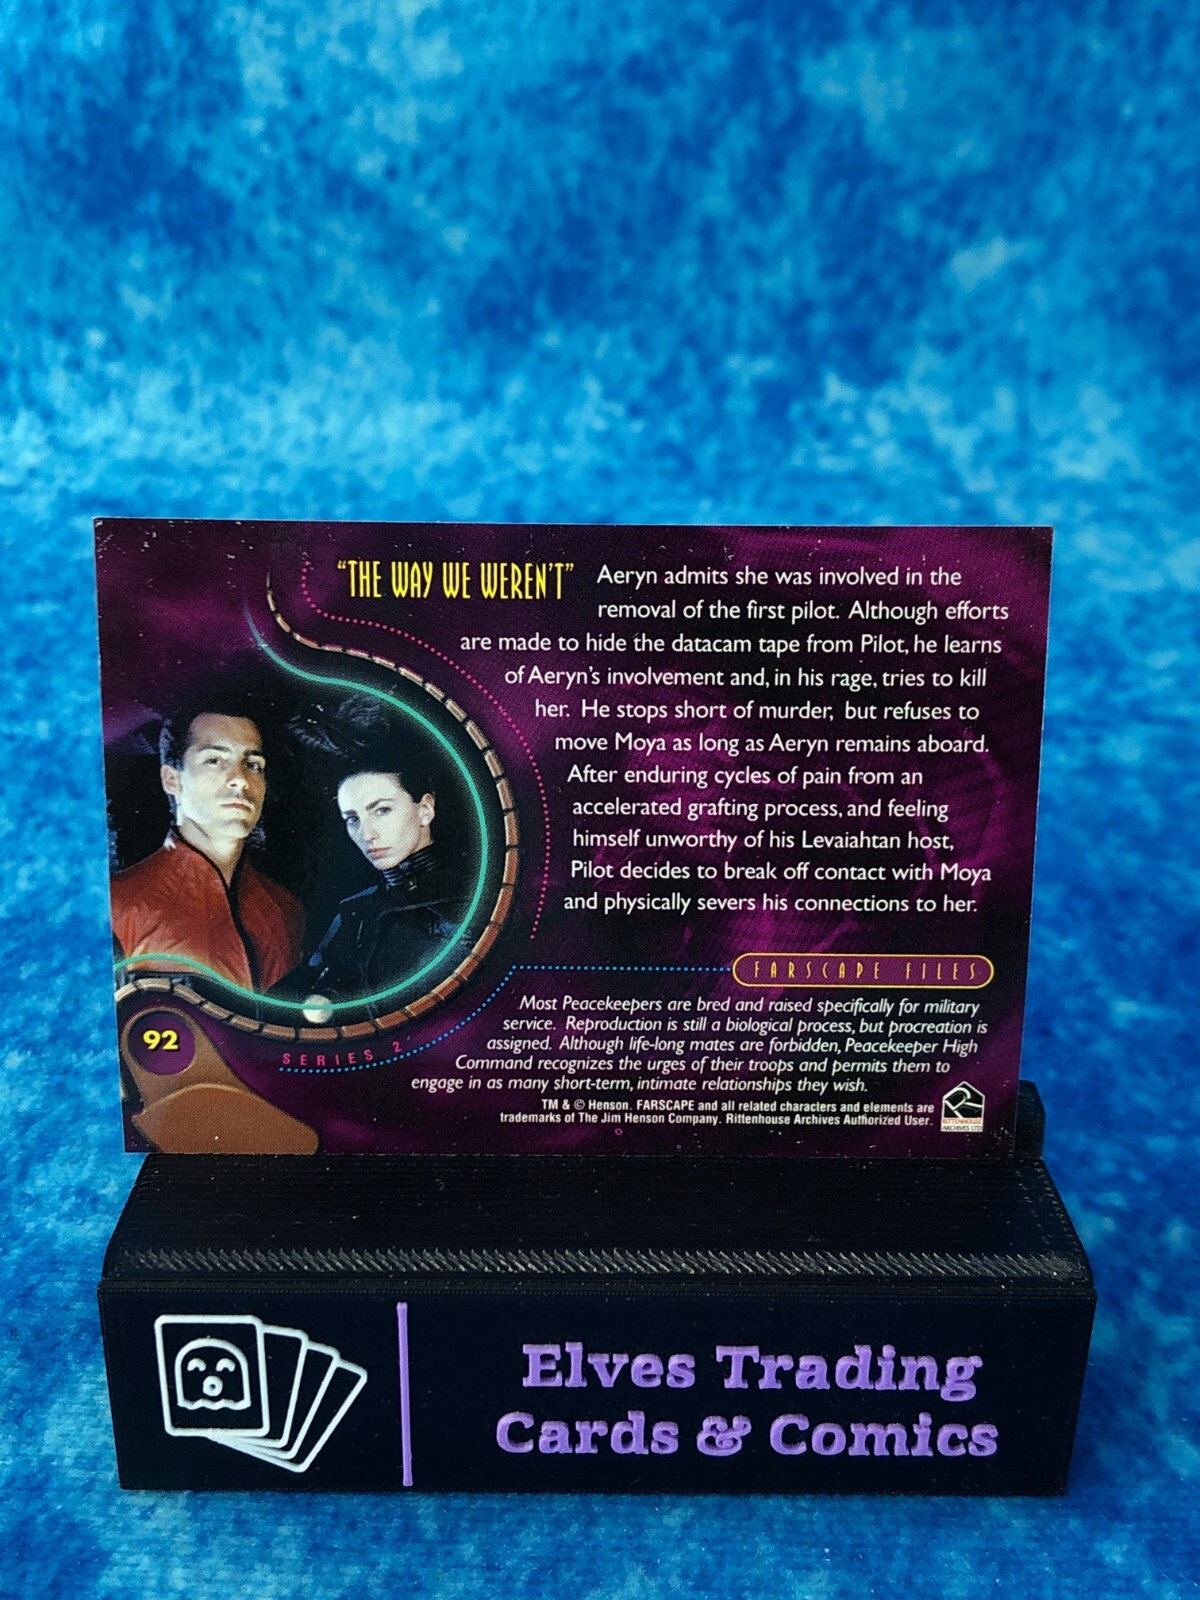 “THE WAY WE WEREN’T” Aeryn admits she was involved in the
removal of the first pilot. Although efforts
are made to hide the datacam tape from Pilot, he learns
of Aeryn’s involvement and, in his rage, tries to kill
her. He stops short of murder, but refuses to
move Moya as long as Aeryn remains aboard.
After enduring cycles of pain from an
accelerated grafting process, and feeling
himself unworthy of his Levaiahtan host,
Pilot decides to break off contact with Moya
and physically severs his connections to her.
FARSCAPE FILES
Most Peacekeepers are bred and raised specifically for military
service. Reproduction is still a biological process, but procreation is
assigned. Although life-long mates are forbidden, Peacekeeper High
Command recognizes the urges of their troops and permits them to
engage in as many short-term, intimate relationships they wish.
92
SERIES 2
TM & © Henson. FARSCAPE and all related characters and elements are
trademarks of The Jim Henson Company. Rittenhouse Archives Authorized User.
RITTENHOUSE
ARCHIVES LTD
Elves Trading
Cards & Comics